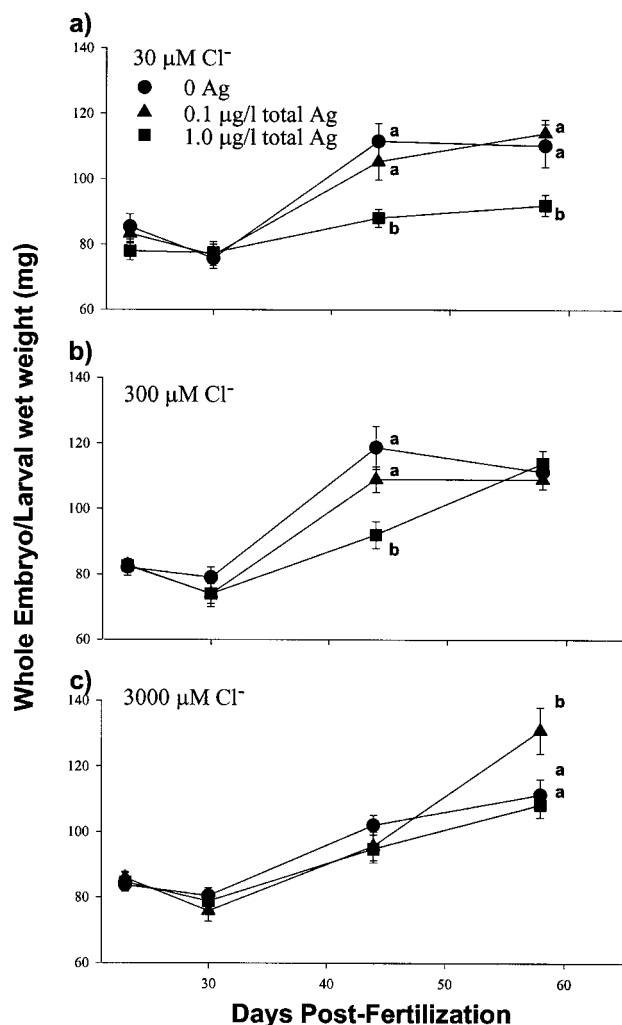 a)
30 µM Cl⁻
0 Ag
0.1 µg/l total Ag
1.0 µg/l total Ag
140
120
100
80
60
a
a
b
a
a
b
b)
300 µM Cl⁻
140
120
100
80
60
a
a
b
c)
3000 µM Cl⁻
140
120
100
80
60
b
a
a
30
40
50
60
Whole Embryo/Larval wet weight (mg)
Days Post-Fertilization